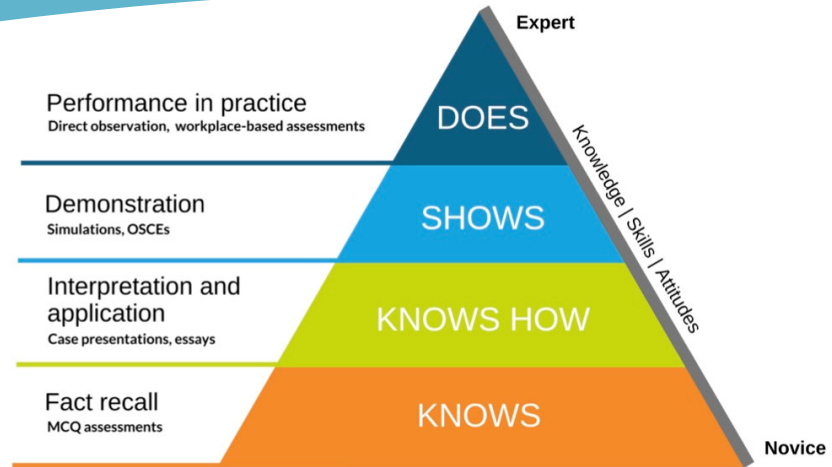 Expert
Performance in practice
Direct observation, workplace-based assessments
DOES
Knowledge | Skills | Attitudes
Demonstration
Simulations, OSCEs
SHOWS
Interpretation and
application
Case presentations, essays
KNOWS HOW
Fact recall
MCQ assessments
KNOWS
Novice